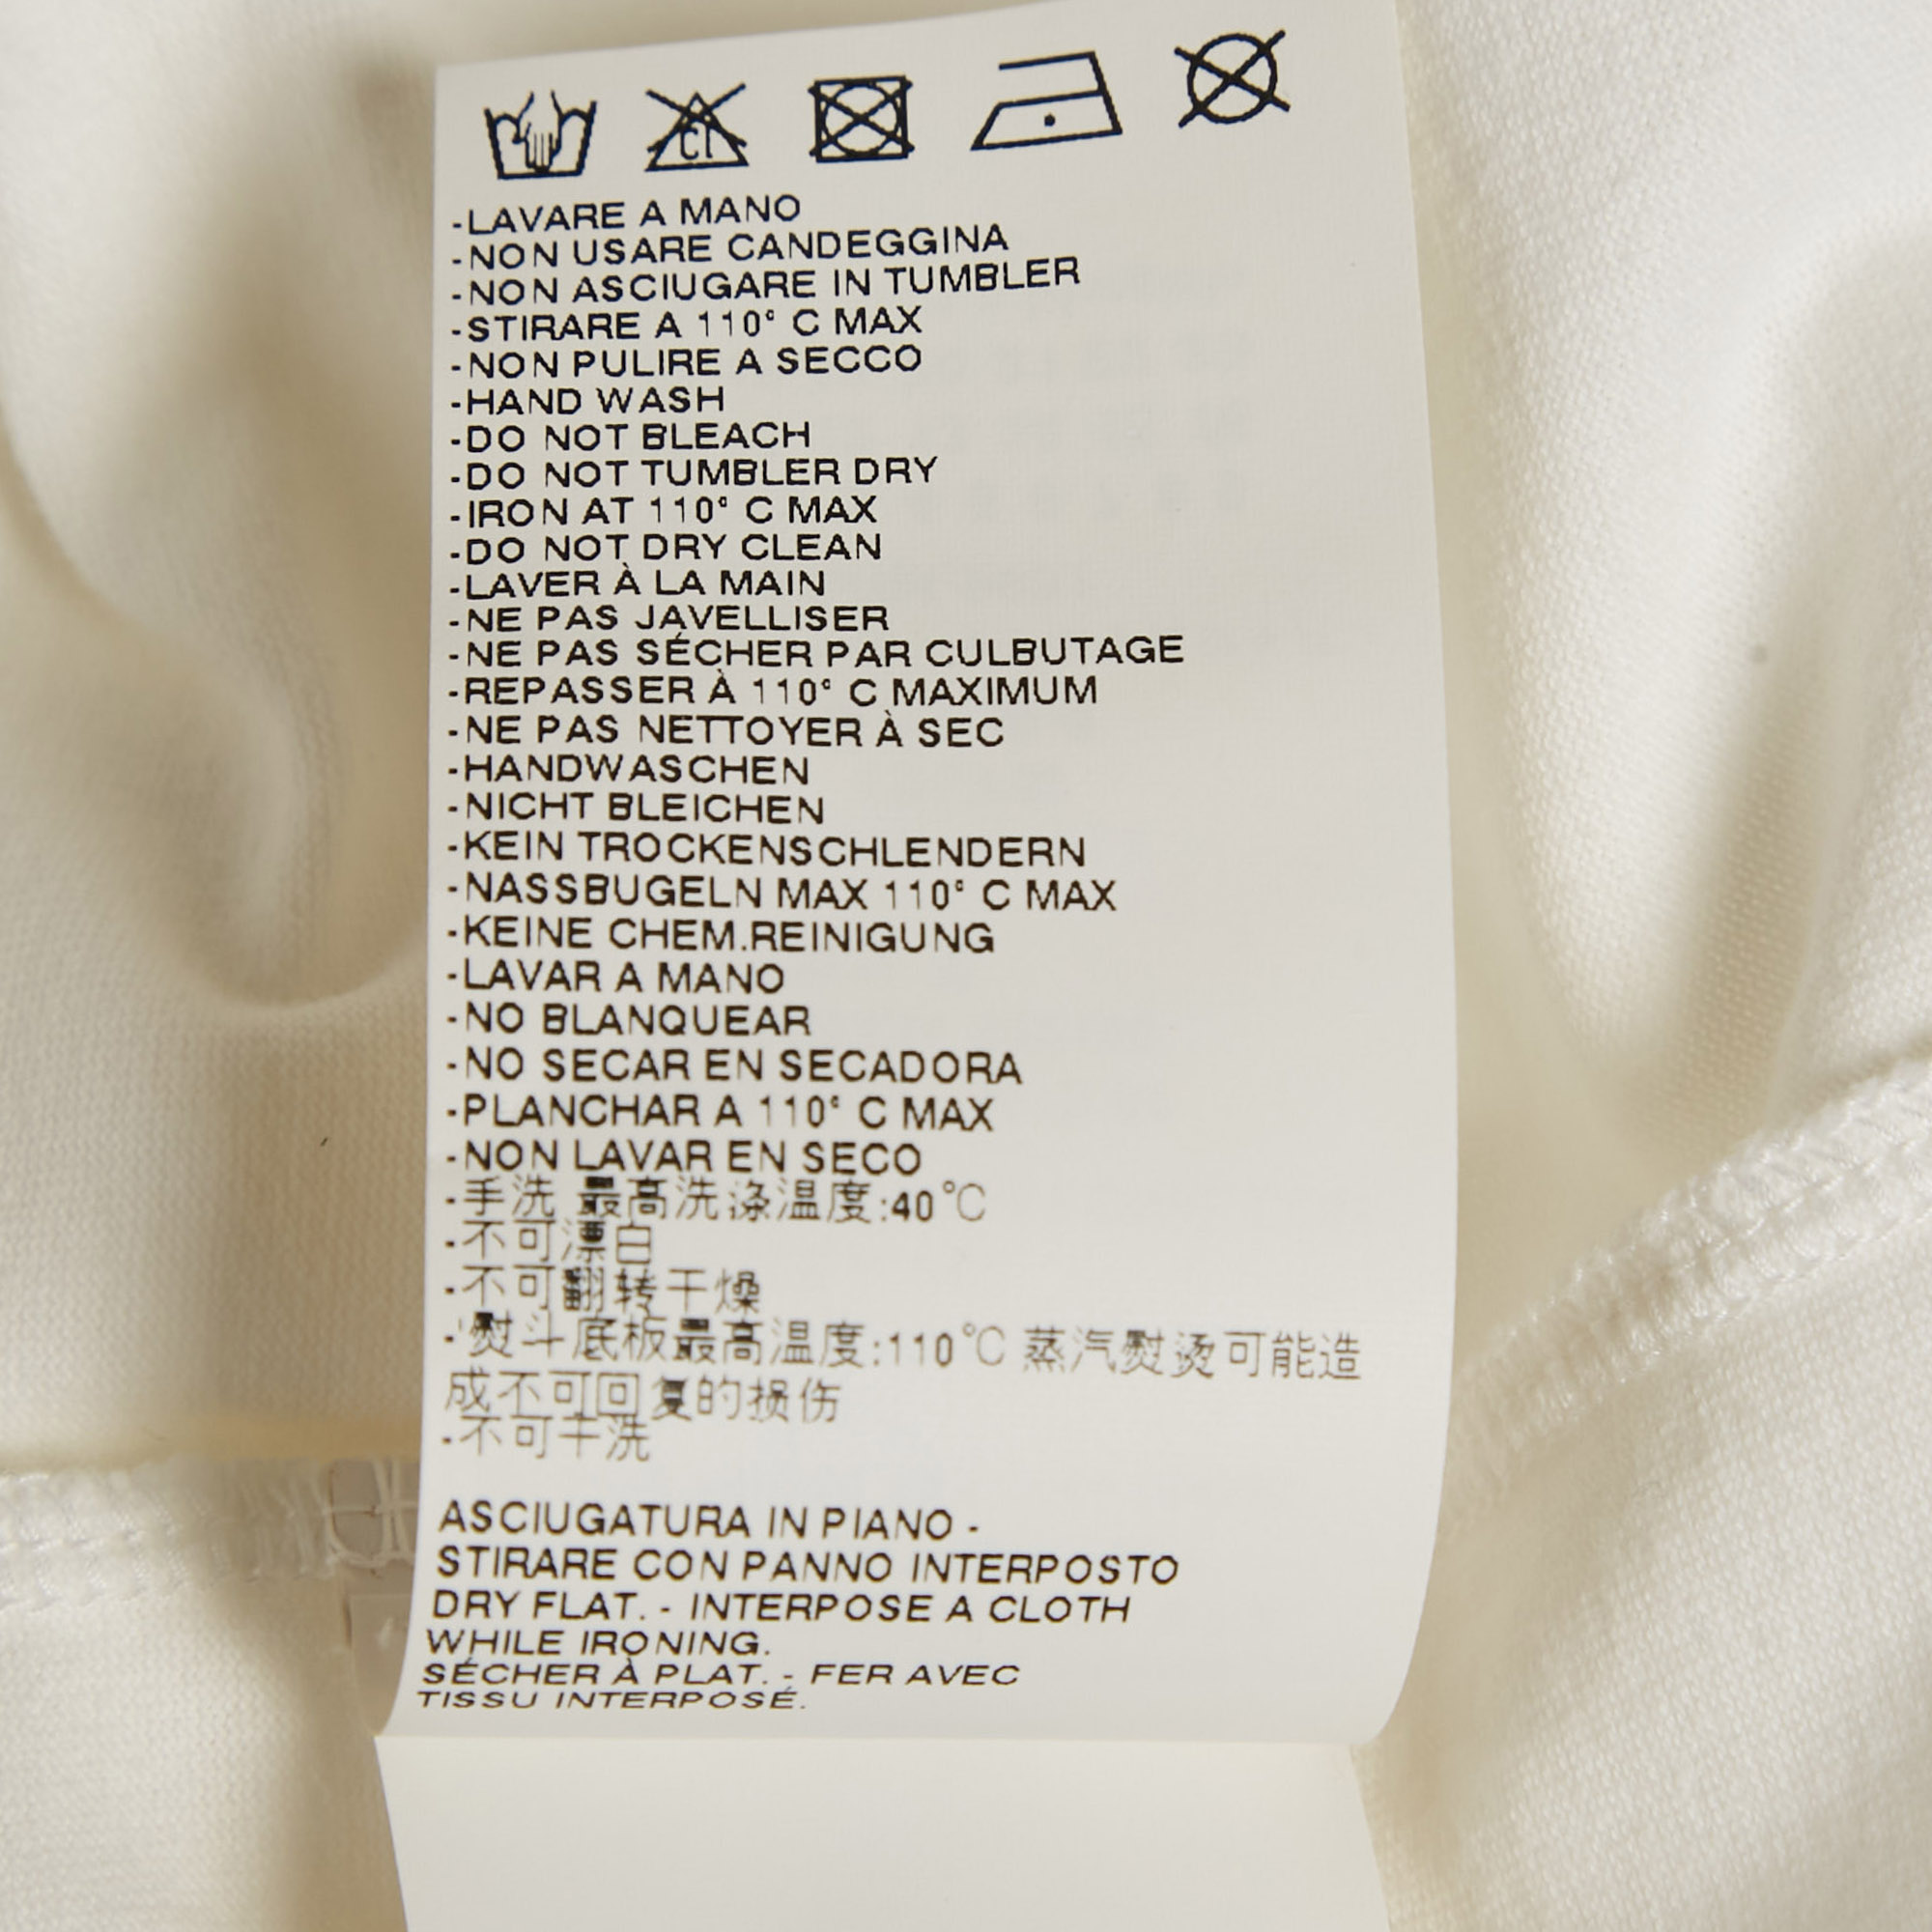 CL
-LAVARE A MANO
-NON USARE CANDEGGINA
-NON ASCIUGARE IN TUMBLER
-STIRARE A 110° C MAX
-NON PULIRE A SECCO
-HAND WASH
-DO NOT BLEACH
-DO NOT TUMBLER DRY
-IRON AT 110° C MAX
-DO NOT DRY CLEAN
-LAVER À LA MAIN
-NE PAS JAVELLISER
-NE PAS SÉCHER PAR CULBUTAGE
-REPASSER À 110° C MAXIMUM
-NE PAS NETTOYER À SEC
-HANDWASCHEN
-NICHT BLEICHEN
-KEIN TROCKENSCHLENDERN
-NASSBUGELN MAX 110° C MAX
-KEINE CHEM.REINIGUNG
-LAVAR A MANO
-NO BLANQUEAR
-NO SECAR EN SECADORA
-PLANCHAR A 110° C MAX
-NON LAVAR EN SECO
-手洗 最高洗涤温度:40°C
-不可漂白
-不可翻转干燥
-熨斗底板最高温度:110°C 蒸汽熨烫可能造
成不可回复的损伤
-不可干洗
ASCIUGATURA IN PIANO -
STIRARE CON PANNO INTERPOSTO
DRY FLAT. - INTERPOSE A CLOTH
WHILE IRONING.
SÉCHER À PLAT. - FER AVEC
TISSU INTERPOSÉ.